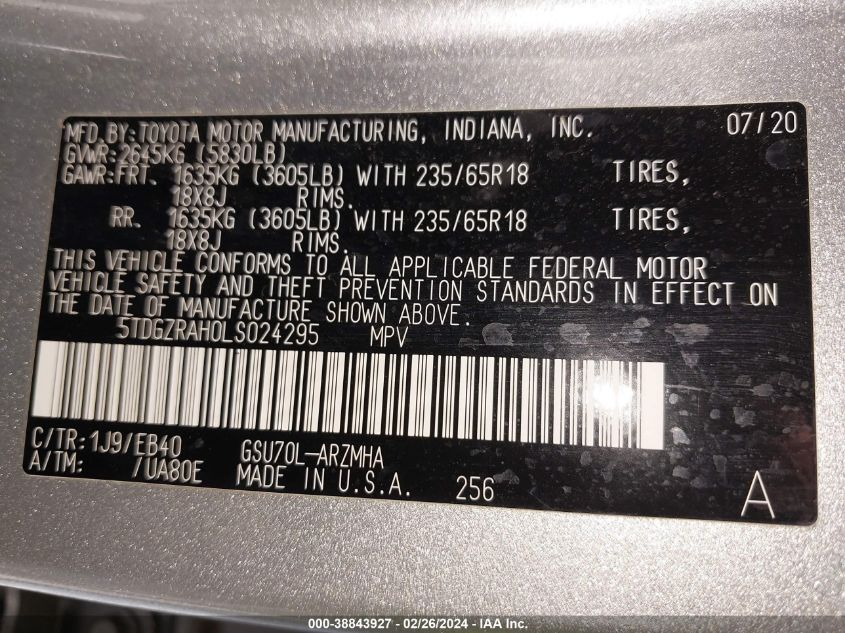 MFD. BY: TOYOTA MOTOR MANUFACTURING, INDIANA, INC. 07/20
GVWR: 2645KG (5830LB)
GAWR: FRT. 1635KG (3605LB) WITH 235/65R18 TIRES,
18X8J RIMS.
RR. 1635KG (3605LB) WITH 235/65R18 TIRES,
18X8J RIMS.
THIS VEHICLE CONFORMS TO ALL APPLICABLE FEDERAL MOTOR
VEHICLE SAFETY AND THEFT PREVENTION STANDARDS IN EFFECT ON
THE DATE OF MANUFACTURE SHOWN ABOVE.
5TDGZRAH0LS024295 MPV
C/TR: 1J9/EB40 GSU70L-ARZMHA
A/TM: /UA80E MADE IN U.S.A. 256 A
000-38843927 - 02/26/2024 - IAA Inc.